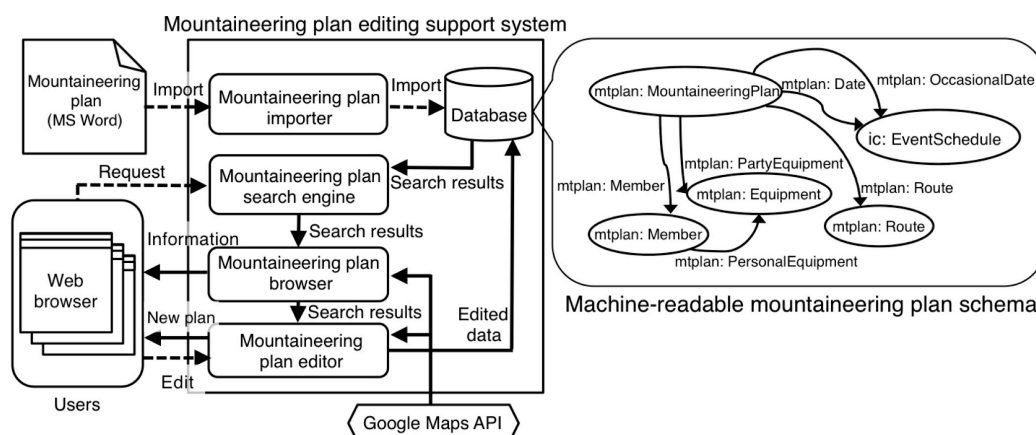 Mountaineering plan editing support system
Mountaineering
plan
(MS Word)
Import
Mountaineering plan
importer
Import
Database
Request
Mountaineering plan
search engine
Search results
Search results
Information
Mountaineering plan
browser
Web
browser
Search results
New plan
Mountaineering
plan editor
Edited
data
Edit
Users
Google Maps API
mtplan: MountaineeringPlan
mtplan: Date
mtplan: OccasionalDate
ic: EventSchedule
mtplan: PartyEquipment
mtplan: Member
mtplan: Equipment
mtplan: Route
mtplan: Member
mtplan: Route
mtplan: PersonalEquipment
Machine-readable mountaineering plan schema